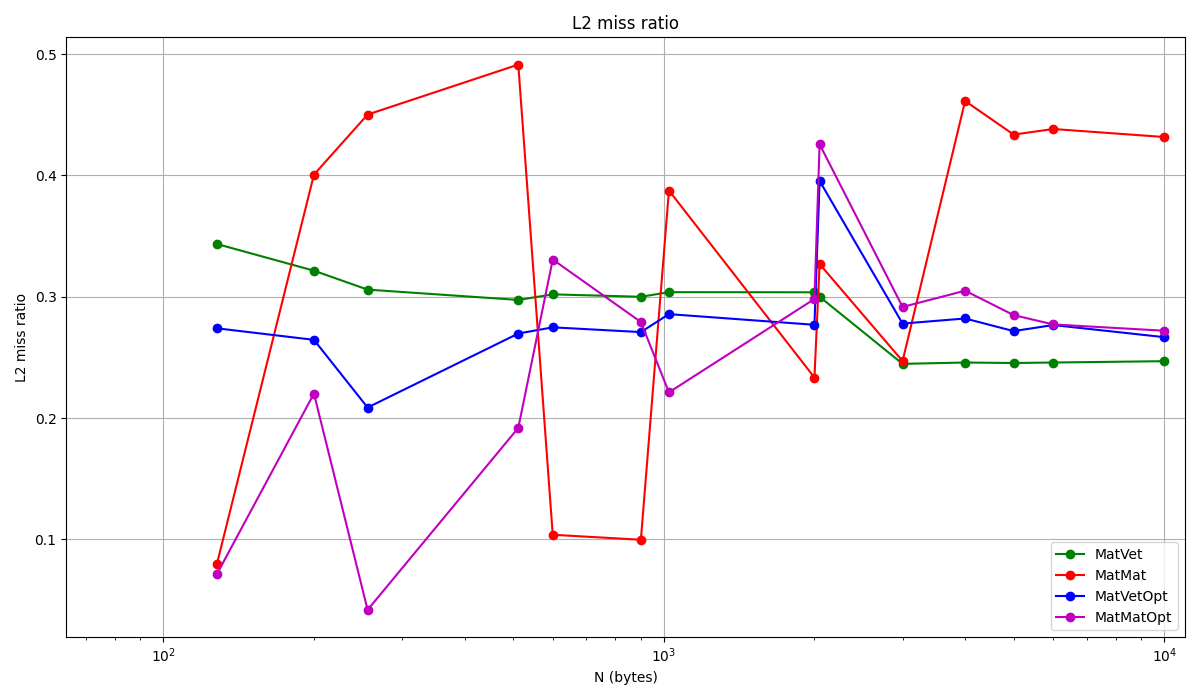 L2 miss ratio
L2 miss ratio
0.5
0.4
0.3
0.2
0.1
10²
10³
10⁴
N (bytes)
MatVet
MatMat
MatVetOpt
MatMatOpt